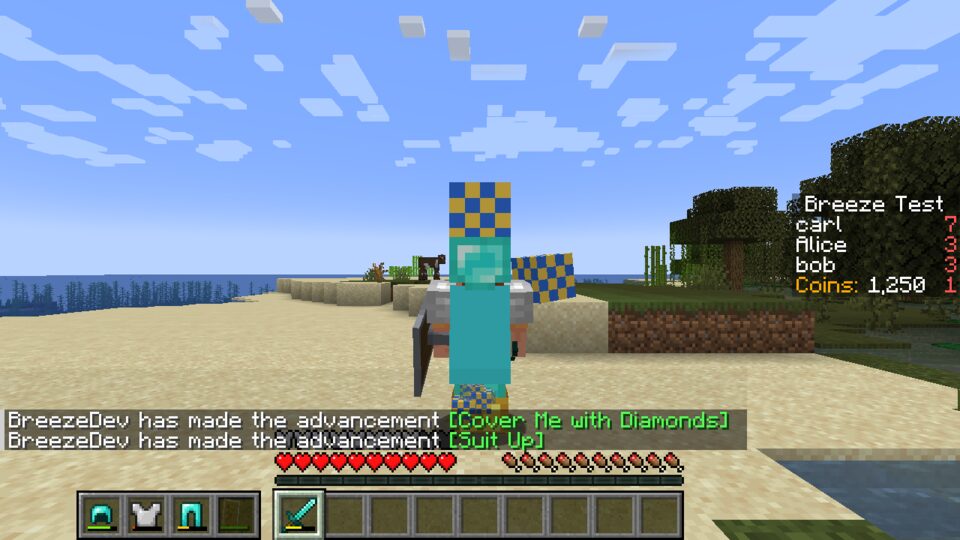 Breeze Test
carl 7
Alice 3
bob 3
Coins: 1,250 1
BreezeDev has made the advancement [Cover Me with Diamonds]
BreezeDev has made the advancement [Suit Up]